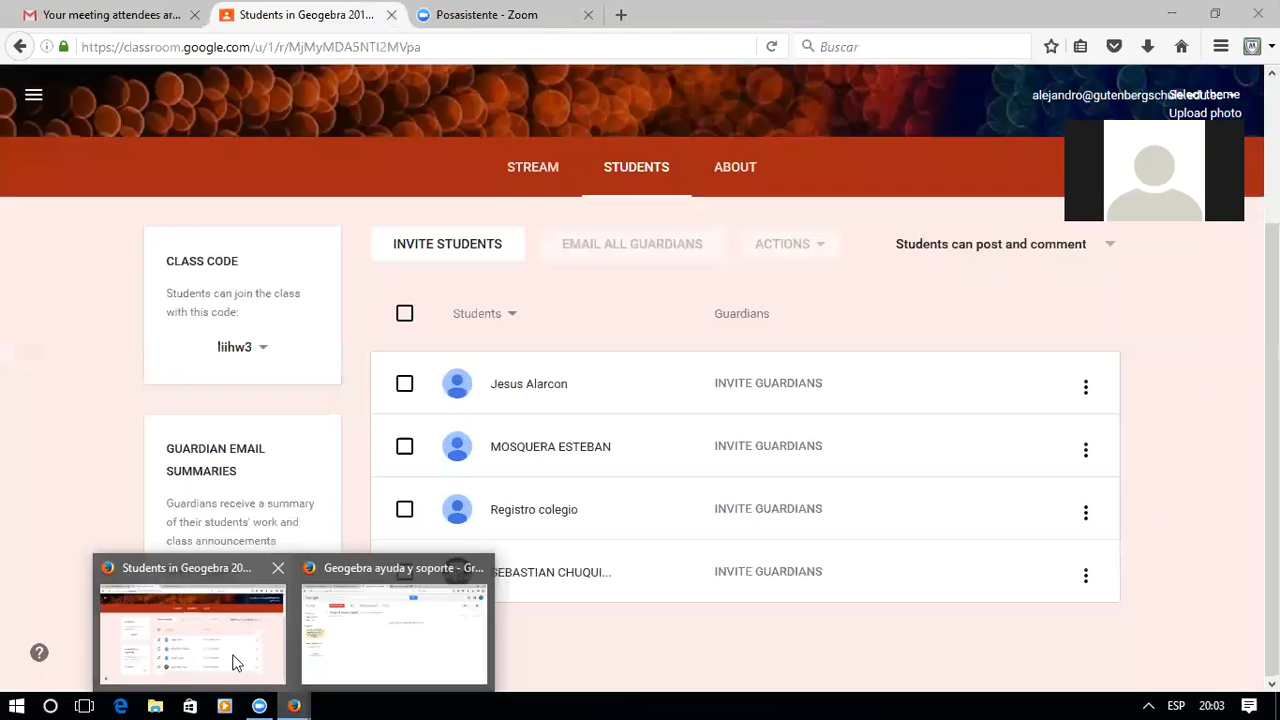 Your meeting attendees ar...
Students in Geogebra 201...
Posasistente - Zoom
https://classroom.google.com/u/1/r/MjMyMDA5NTI2MVpa
Buscar
Select theme
Upload photo
STREAM
STUDENTS
ABOUT
INVITE STUDENTS
EMAIL ALL GUARDIANS
ACTIONS
Students can post and comment
CLASS CODE
Students can join the class
with this code:
liihw3
Students
Guardians
Jesus Alarcon
INVITE GUARDIANS
MOSQUERA ESTEBAN
INVITE GUARDIANS
Registro colegio
INVITE GUARDIANS
SEBASTIAN CHUQUI...
INVITE GUARDIANS
GUARDIAN EMAIL
SUMMARIES
Guardians receive a summary
of their students' work and
class announcements
Students in Geogebra 20...
Geogebra ayuda y soporte - Gr...
ESP
20:03